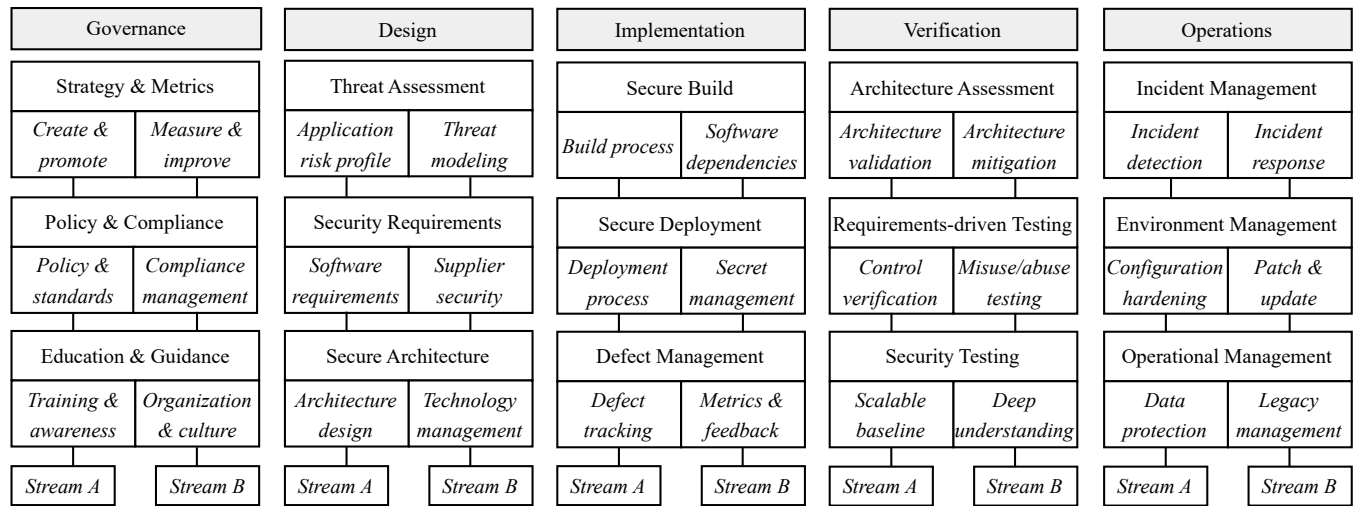 Governance
Strategy & Metrics
Create &
promote
Measure &
improve
Policy & Compliance
Policy &
standards
Compliance
management
Education & Guidance
Training &
awareness
Organization
& culture
Stream A
Stream B
Design
Threat Assessment
Application
risk profile
Threat
modeling
Security Requirements
Software
requirements
Supplier
security
Secure Architecture
Architecture
design
Technology
management
Stream A
Stream B
Implementation
Secure Build
Build process
Software
dependencies
Secure Deployment
Deployment
process
Secret
management
Defect Management
Defect
tracking
Metrics &
feedback
Stream A
Stream B
Verification
Architecture Assessment
Architecture
validation
Architecture
mitigation
Requirements-driven Testing
Control
verification
Misuse/abuse
testing
Security Testing
Scalable
baseline
Deep
understanding
Stream A
Stream B
Operations
Incident Management
Incident
detection
Incident
response
Environment Management
Configuration
hardening
Patch &
update
Operational Management
Data
protection
Legacy
management
Stream A
Stream B